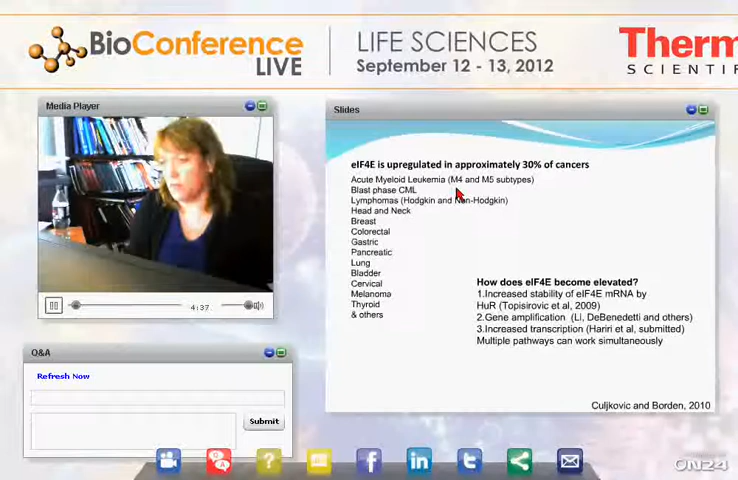 BioConference
LIVE
LIFE SCIENCES
September 12 - 13, 2012
Therm
SCIENTIF
Media Player
4:37
Q&A
Refresh Now
Submit
Slides
eIF4E is upregulated in approximately 30% of cancers
Acute Myeloid Leukemia (M4 and M5 subtypes)
Blast phase CML
Lymphomas (Hodgkin and Non-Hodgkin)
Head and Neck
Breast
Colorectal
Gastric
Pancreatic
Lung
Bladder
Cervical
Melanoma
Thyroid
& others
How does eIF4E become elevated?
1.Increased stability of eIF4E mRNA by
HuR (Topisirovic et al, 2009)
2.Gene amplification (Li, DeBenedetti and others)
3.Increased transcription (Hariri et al, submitted)
Multiple pathways can work simultaneously
Culjkovic and Borden, 2010
Q
A
?
f
in
t
ON24